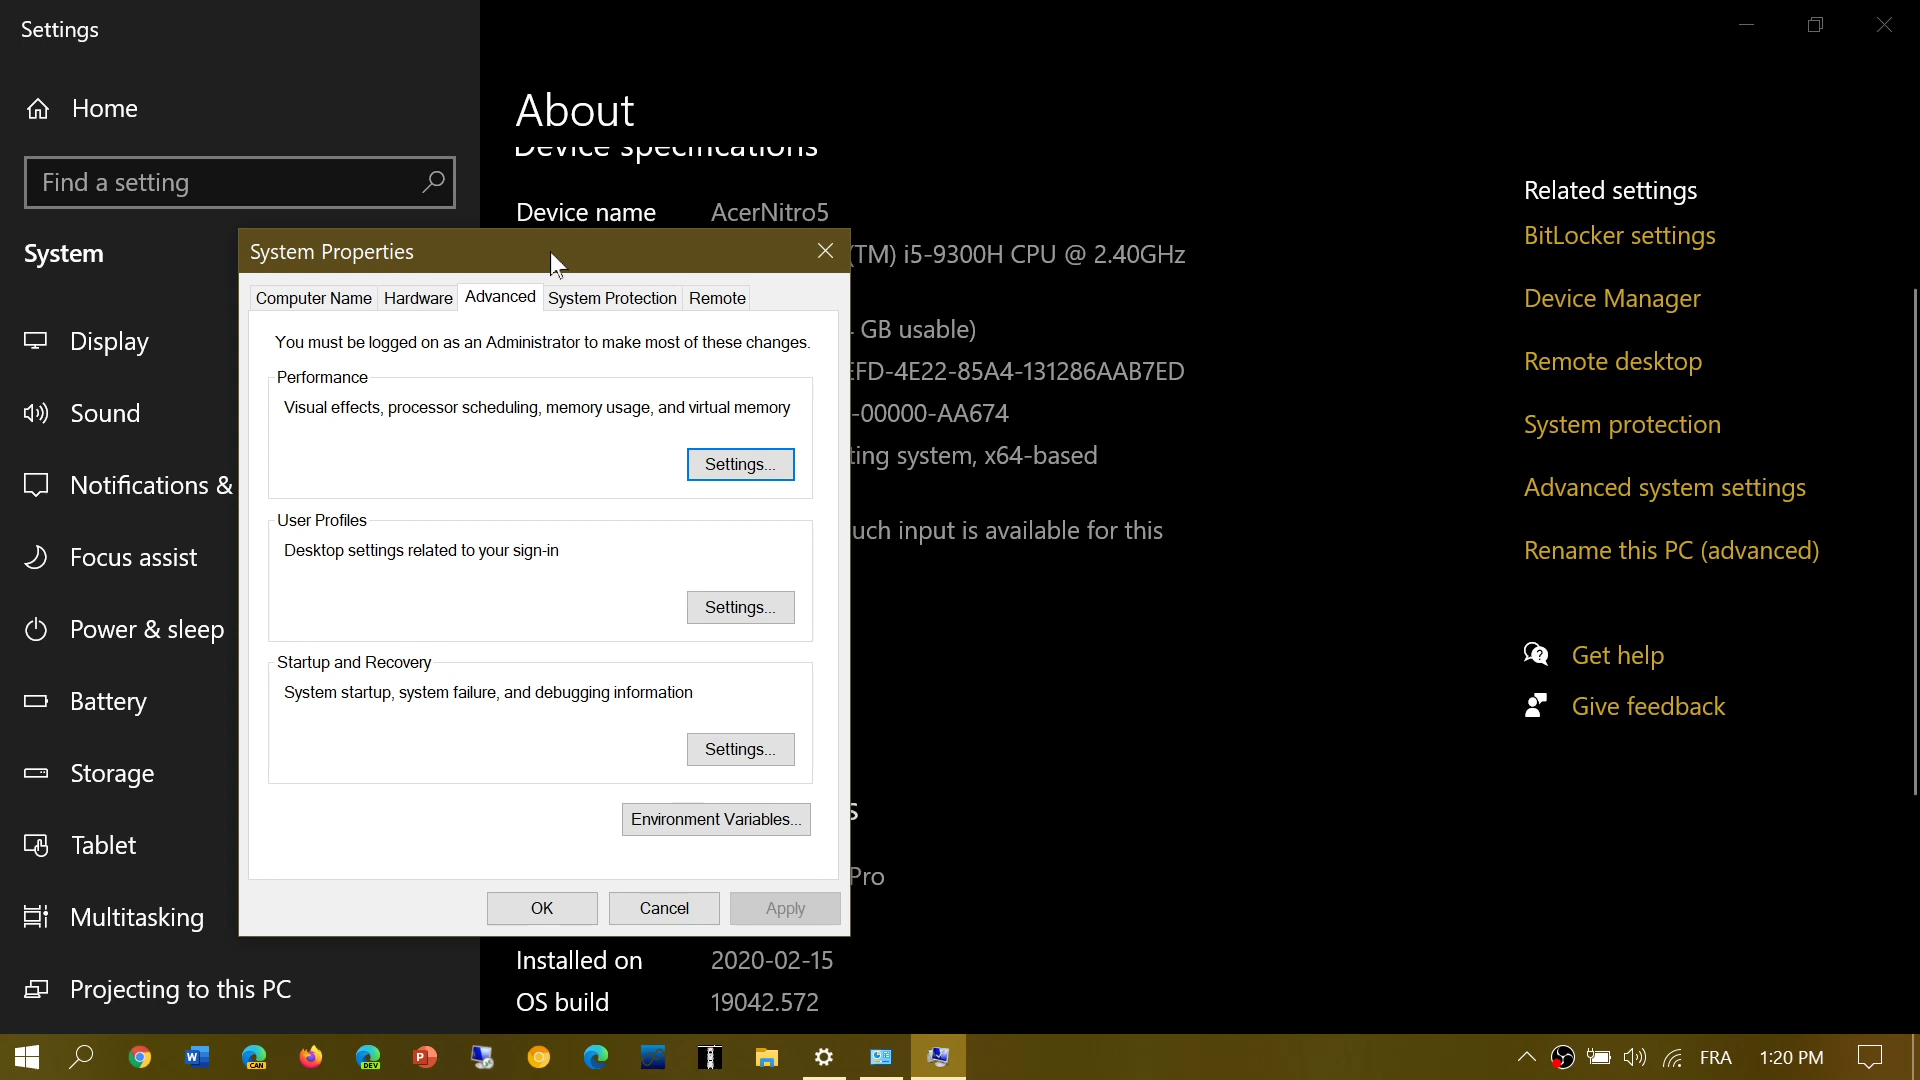 Settings
Home
Find a setting
System
Display
Sound
Notifications &
Focus assist
Power & sleep
Battery
Storage
Tablet
Multitasking
Projecting to this PC
About
Device specifications
Device name AcerNitro5
(TM) i5-9300H CPU @ 2.40GHz
GB usable)
EFD-4E22-85A4-131286AAB7ED
-00000-AA674
ting system, x64-based
uch input is available for this
s
Pro
Installed on 2020-02-15
OS build 19042.572
System Properties
Computer Name Hardware Advanced System Protection Remote
You must be logged on as an Administrator to make most of these changes.
Performance
Visual effects, processor scheduling, memory usage, and virtual memory
Settings...
User Profiles
Desktop settings related to your sign-in
Settings...
Startup and Recovery
System startup, system failure, and debugging information
Settings...
Environment Variables...
OK Cancel Apply
Related settings
BitLocker settings
Device Manager
Remote desktop
System protection
Advanced system settings
Rename this PC (advanced)
Get help
Give feedback
W CAN DEV P FRA 1:20 PM